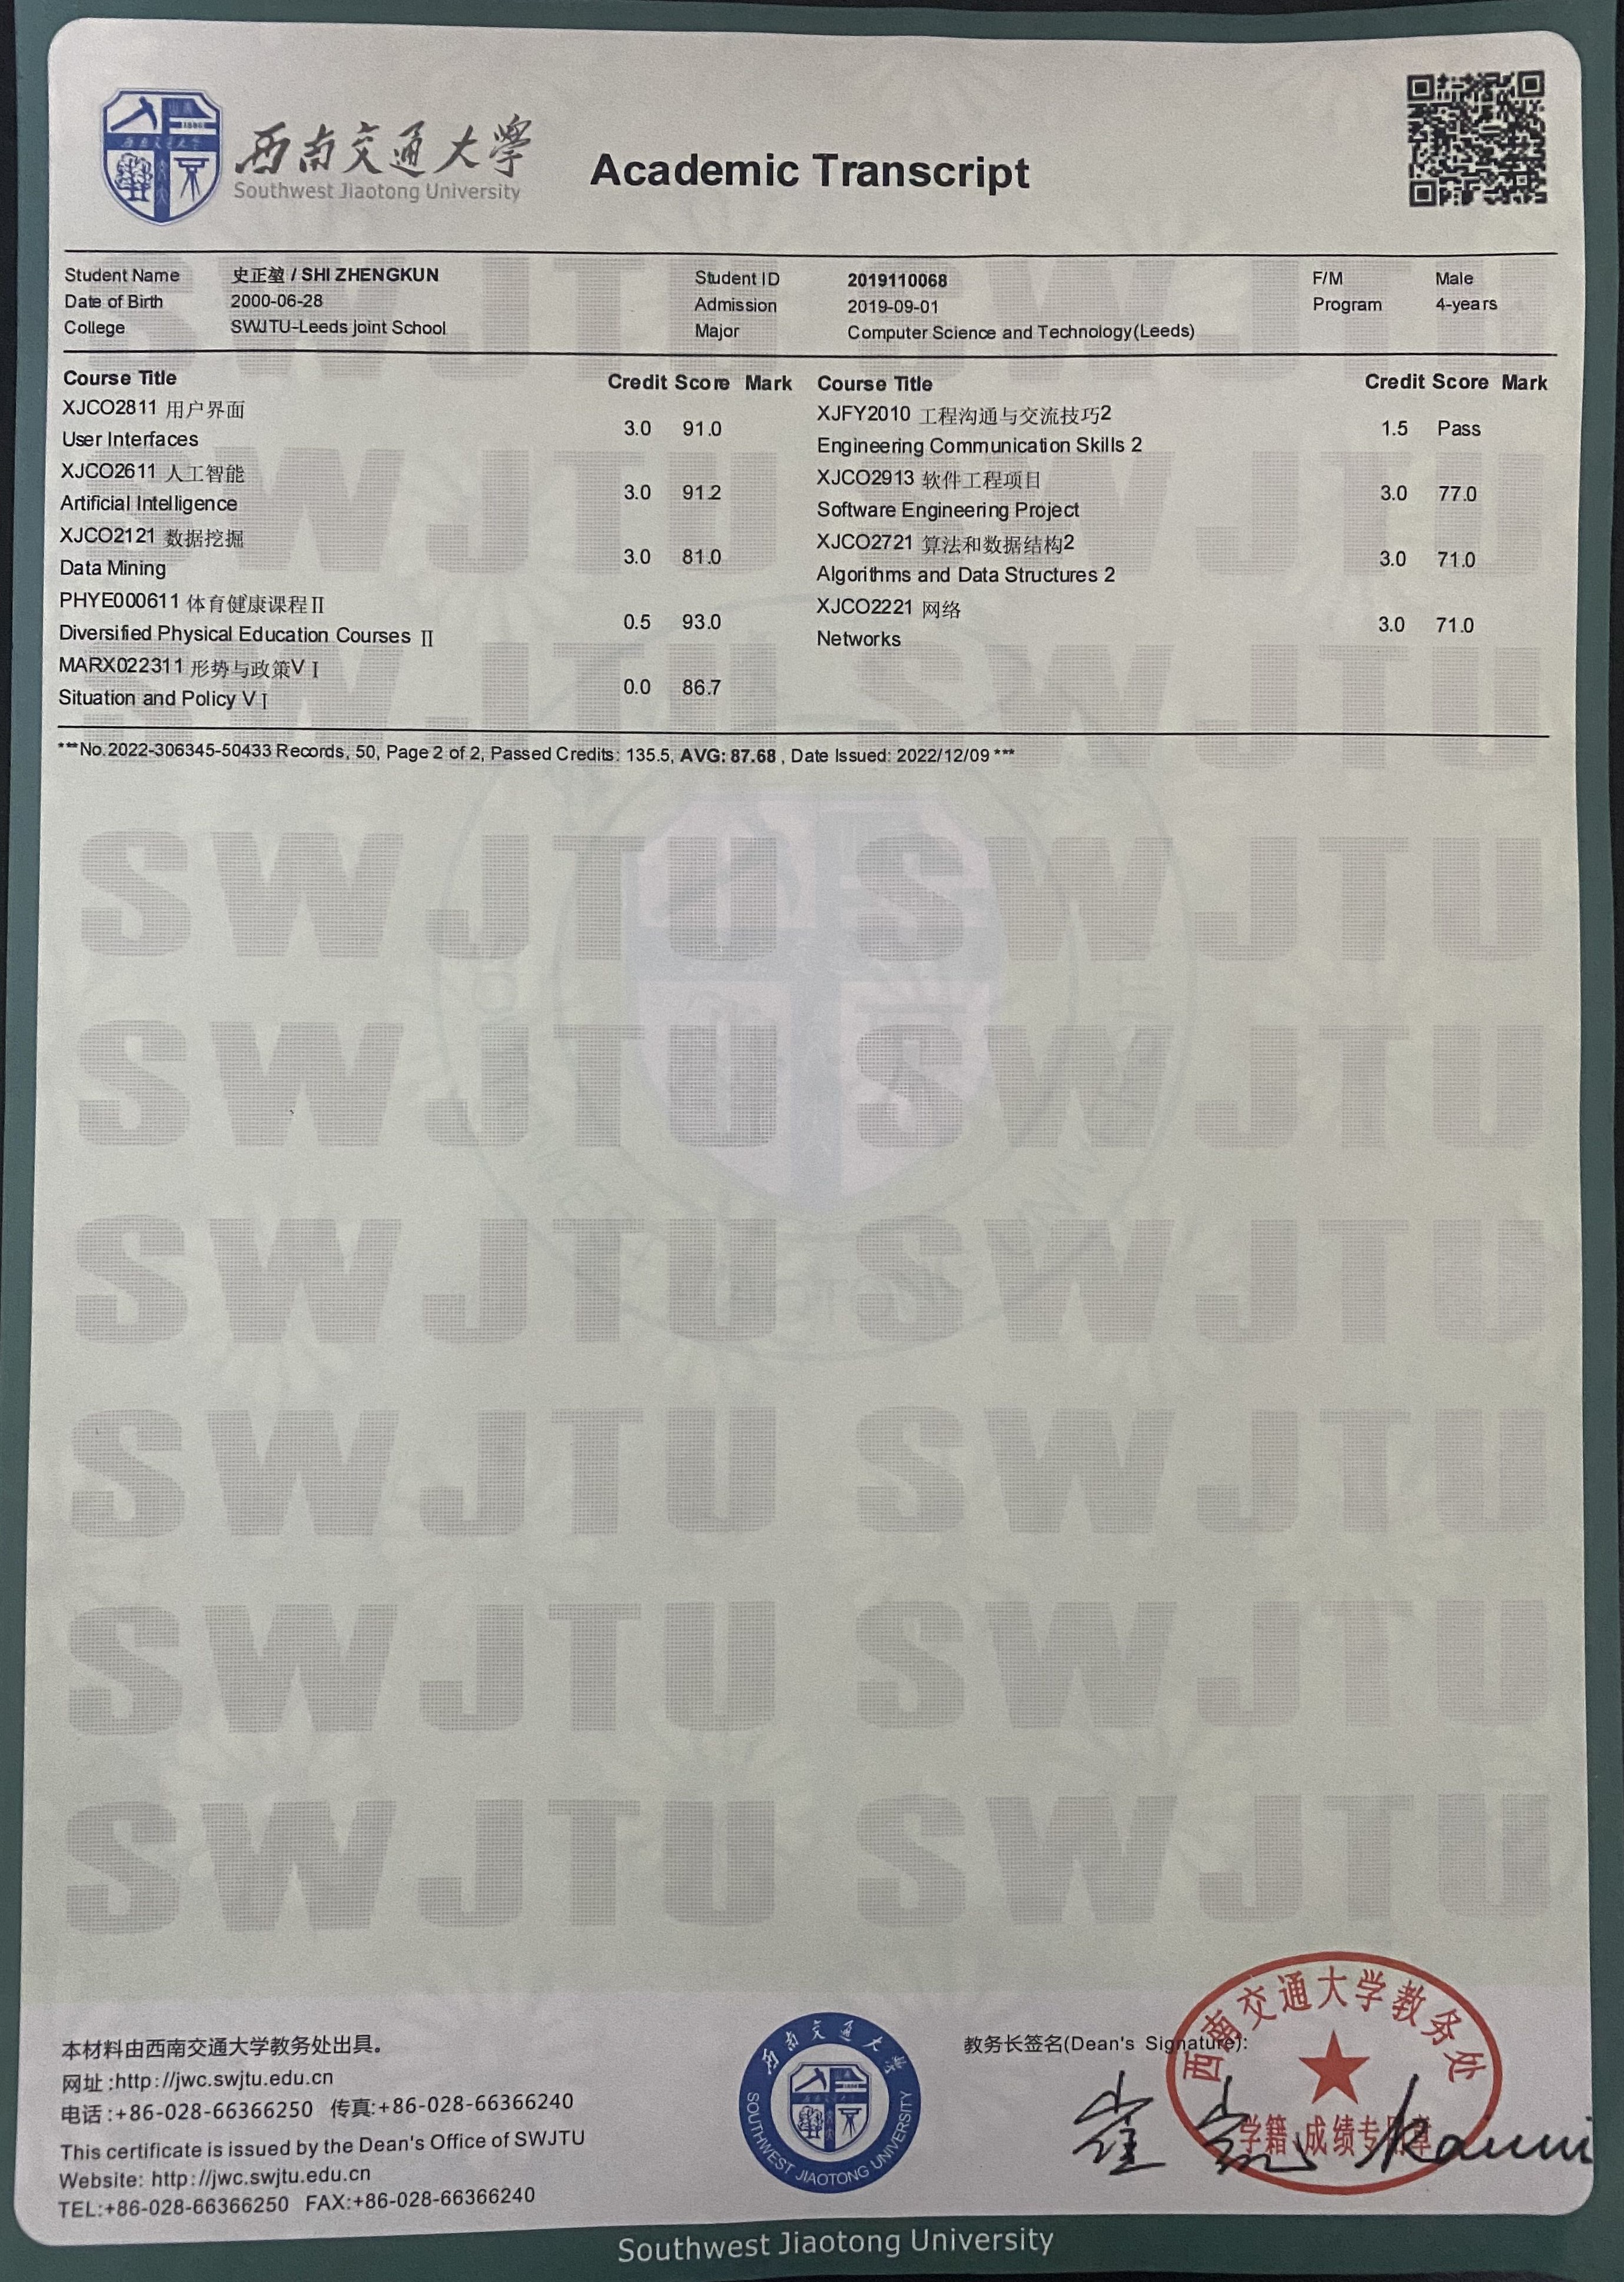 西南交通大学
Southwest Jiaotong University
Academic Transcript
Student Name 史正堃 / SHI ZHENGKUN Student ID 2019110068 F/M Male
Date of Birth 2000-06-28 Admission 2019-09-01 Program 4-years
College SWJTU-Leeds Joint School Major Computer Science and Technology(Leeds)
Course Title Credit Score Mark Course Title Credit Score Mark
XJCO2811 用户界面
User Interfaces 3.0 91.0
XJCO2611 人工智能
Artificial Intelligence 3.0 91.2
XJCO2121 数据挖掘
Data Mining 3.0 81.0
PHYE000611 体育健康课程Ⅱ
Diversified Physical Education Courses Ⅱ 0.5 93.0
MARX022311 形势与政策VⅠ
Situation and Policy VⅠ 0.0 86.7
XJFY2010 工程沟通与交流技巧2
Engineering Communication Skills 2 1.5 Pass
XJCO2913 软件工程项目
Software Engineering Project 3.0 77.0
XJCO2721 算法和数据结构2
Algorithms and Data Structures 2 3.0 71.0
XJCO2221 网络
Networks 3.0 71.0
***No.2022-306345-50433 Records, 50, Page 2 of 2, Passed Credits: 135.5, AVG: 87.68 , Date Issued: 2022/12/09 ***
SWJTU SWJTU
SWJTU SWJTU
SWJTU SWJTU
SWJTU SWJTU
SWJTU SWJTU
SWJTU SWJTU
本材料由西南交通大学教务处出具。
网址:http://jwc.swjtu.edu.cn
电话:+86-028-66366250 传真:+86-028-66366240
This certificate is issued by the Dean's Office of SWJTU
Website: http://jwc.swjtu.edu.cn
TEL:+86-028-66366250 FAX:+86-028-66366240
西南交通大学
SOUTHWEST JIAOTONG UNIVERSITY
教务长签名(Dean's Signature):
西南交通大学教务处
学籍、成绩专用章
Southwest Jiaotong University